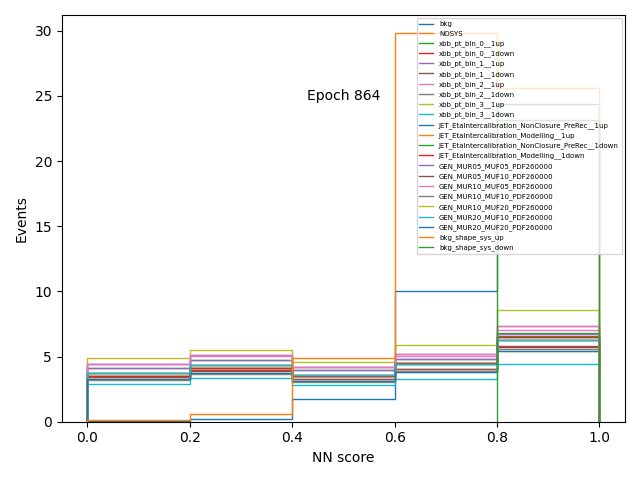 bkg
NOSYS
xbb_pt_bin_0__1up
xbb_pt_bin_0__1down
xbb_pt_bin_1__1up
xbb_pt_bin_1__1down
xbb_pt_bin_2__1up
xbb_pt_bin_2__1down
xbb_pt_bin_3__1up
xbb_pt_bin_3__1down
JET_EtaIntercalibration_NonClosure_PreRec__1up
JET_EtaIntercalibration_Modelling__1up
JET_EtaIntercalibration_NonClosure_PreRec__1down
JET_EtaIntercalibration_Modelling__1down
GEN_MUR05_MUF05_PDF260000
GEN_MUR05_MUF10_PDF260000
GEN_MUR10_MUF05_PDF260000
GEN_MUR10_MUF10_PDF260000
GEN_MUR10_MUF20_PDF260000
GEN_MUR20_MUF10_PDF260000
GEN_MUR20_MUF20_PDF260000
bkg_shape_sys_up
bkg_shape_sys_down
Epoch 864
30
25
20
15
10
5
0
Events
0.0 0.2 0.4 0.6 0.8 1.0
NN score